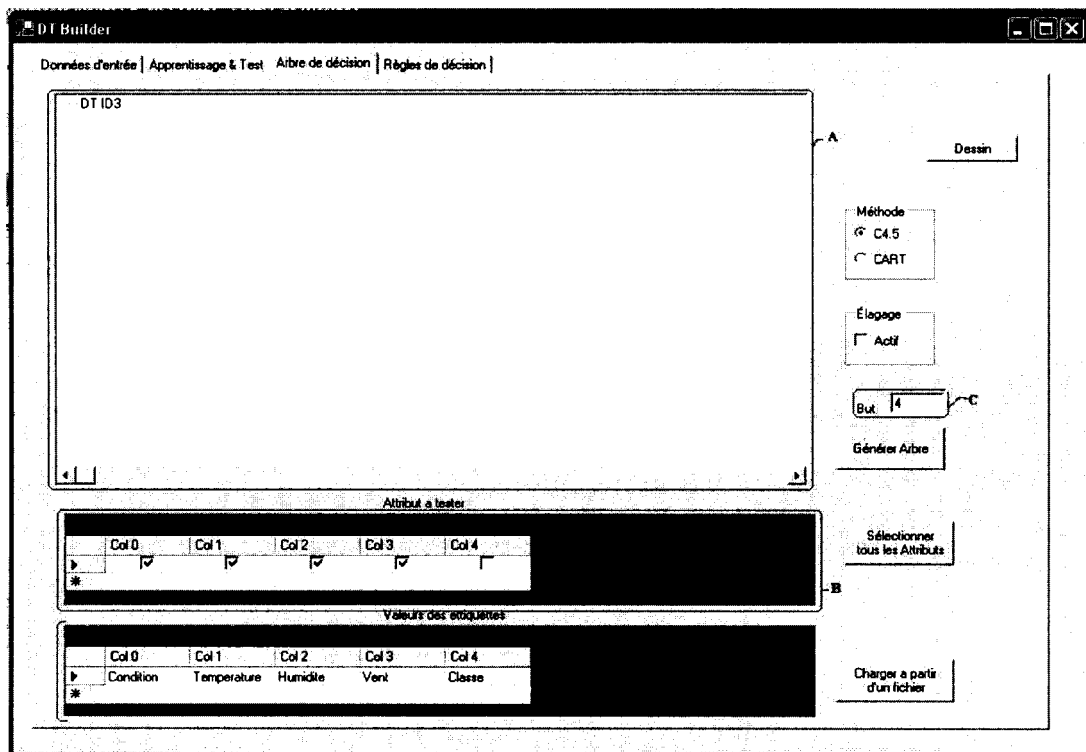 DT Builder
Données d'entrée | Apprentissage & Test Arbre de décision | Règles de décision |
DT ID3
A
Dessin
Méthode
C4.5
CART
Élagage
Actif
But 4
C
Générer Arbre
Attribut a tester
Col 0 Col 1 Col 2 Col 3 Col 4
Sélectionner
tous les Attributs
B
Valeurs des etiquettes
Col 0 Col 1 Col 2 Col 3 Col 4
Condition Temperature Humidite Vent Classe
Charger a partir
d'un fichier